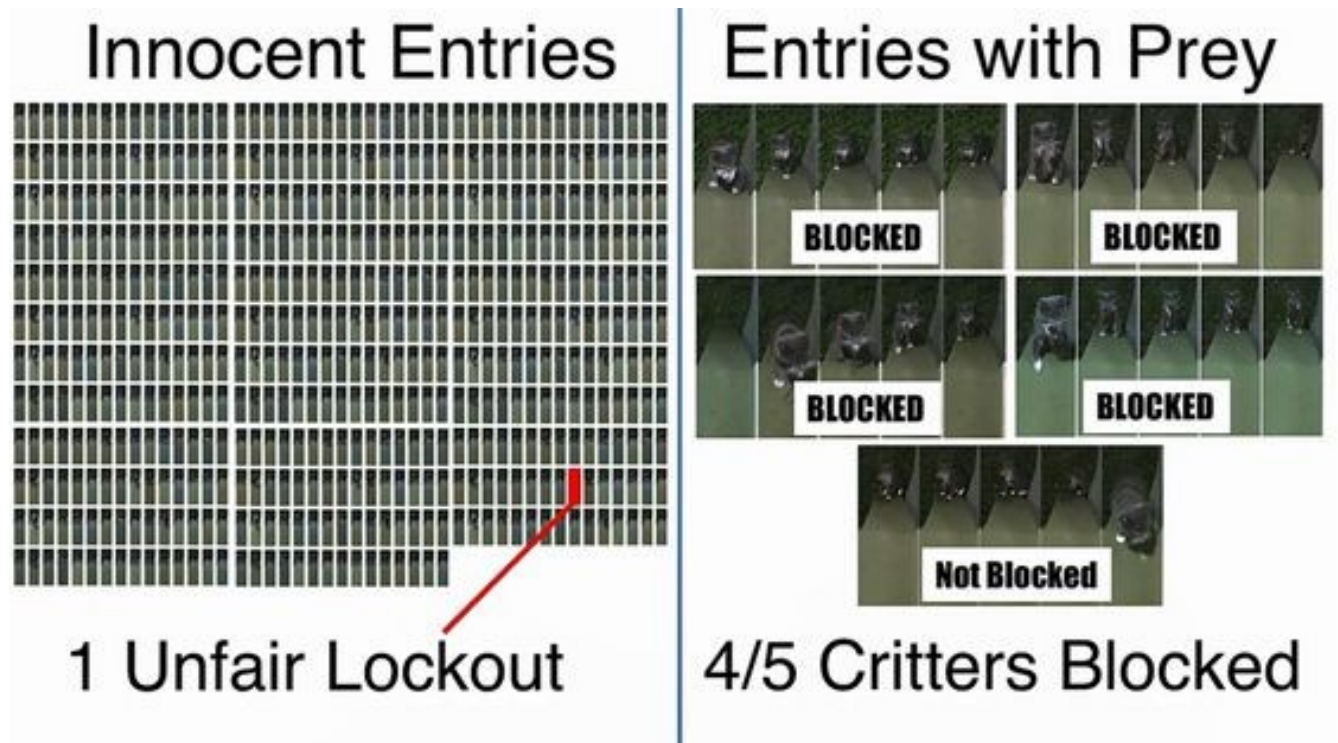 Innocent Entries
1 Unfair Lockout
Entries with Prey
BLOCKED
BLOCKED
BLOCKED
BLOCKED
Not Blocked
4/5 Critters Blocked